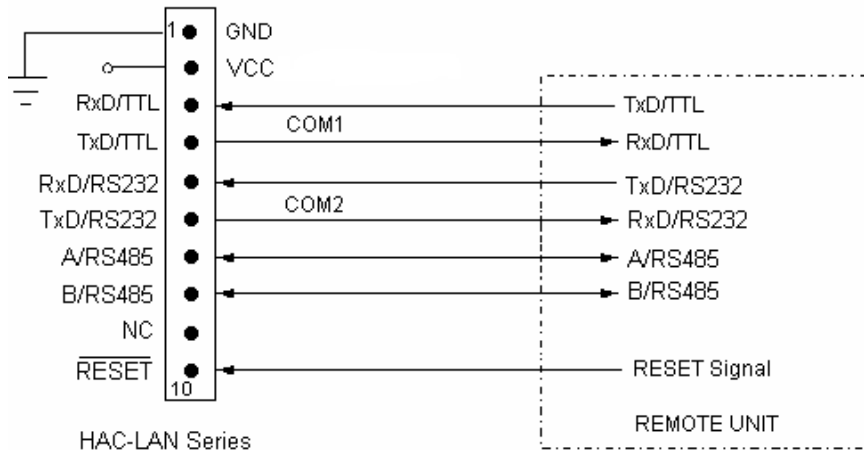 1 GND
VCC
RxD/TTL TxD/TTL
COM1
TxD/TTL RxD/TTL
RxD/RS232 TxD/RS232
COM2
TxD/RS232 RxD/RS232
A/RS485 A/RS485
B/RS485 B/RS485
NC
RESET RESET Signal
10
REMOTE UNIT
HAC-LAN Series